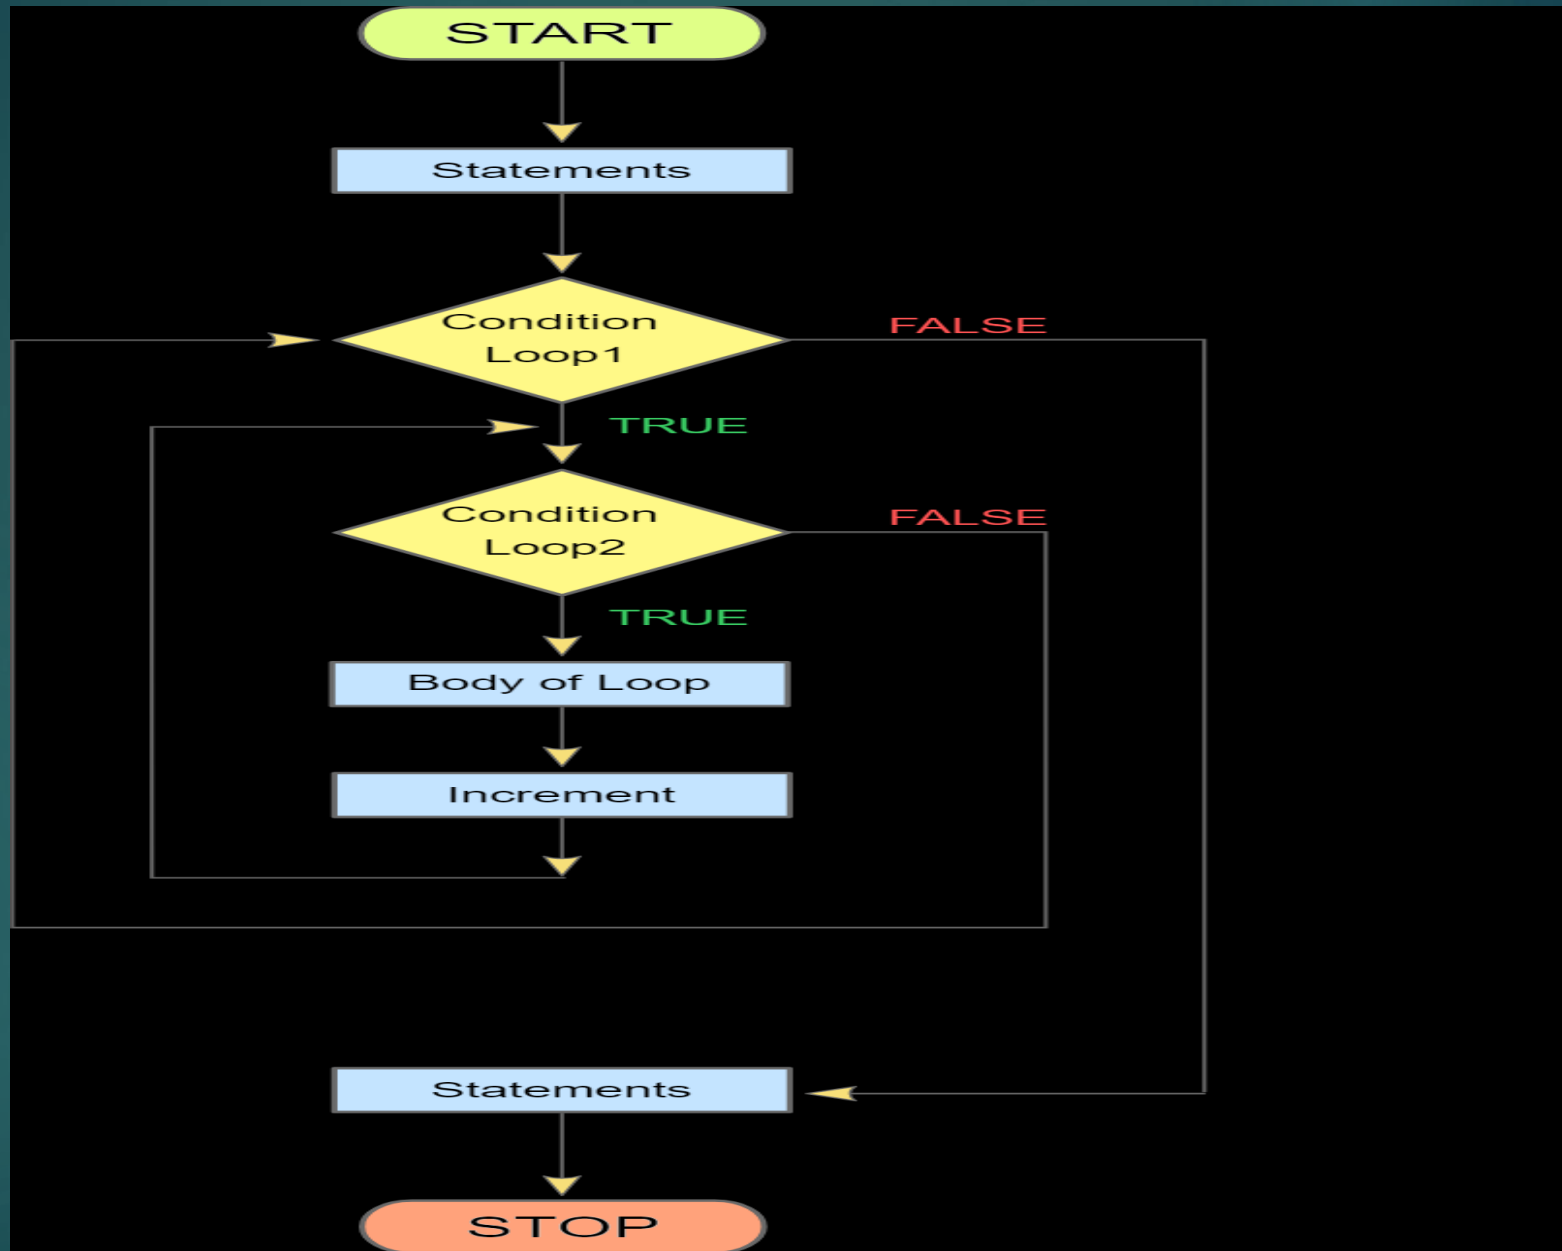 START
Statements
Condition
Loop1
FALSE
TRUE
Condition
Loop2
FALSE
TRUE
Body of Loop
Increment
Statements
STOP